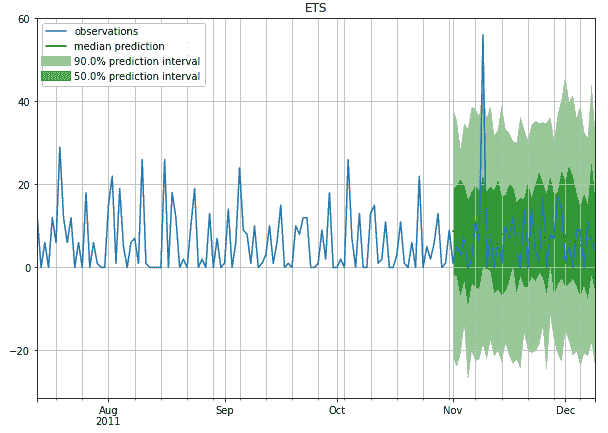 ETS
observations
median prediction
90.0% prediction interval
50.0% prediction interval
60
40
20
0
−20
Aug
2011
Sep
Oct
Nov
Dec